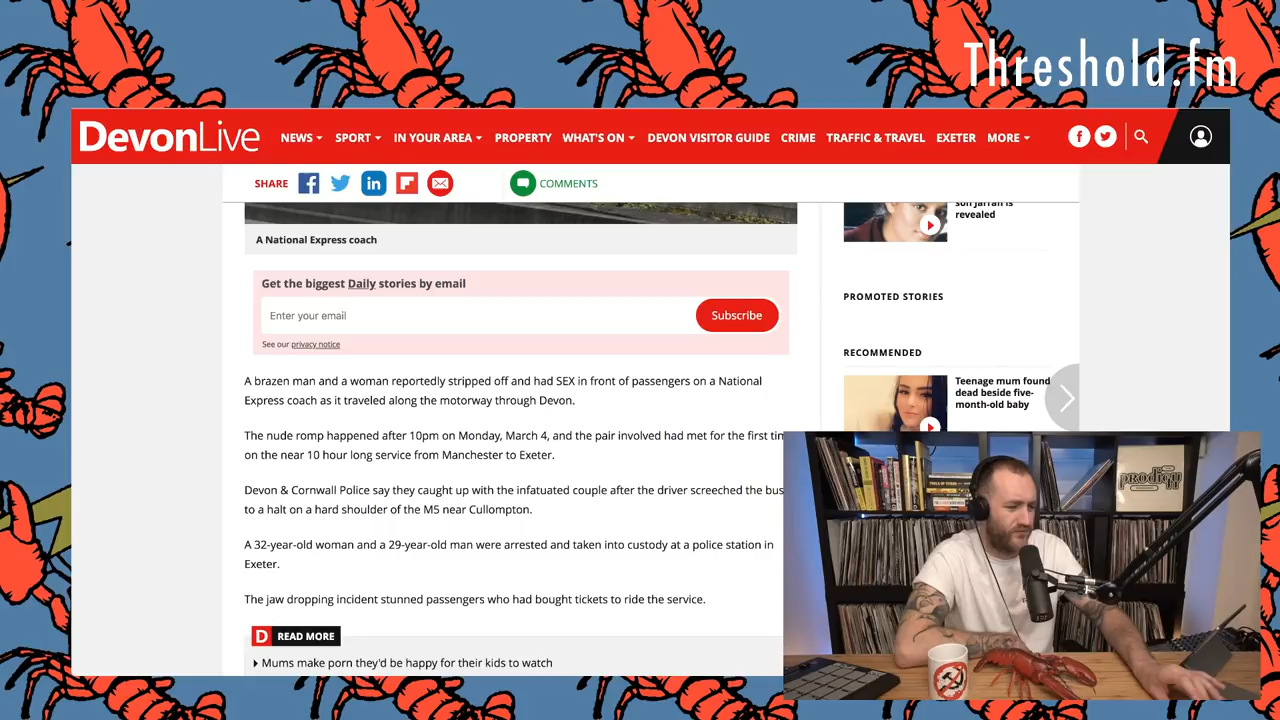 Threshold.fm
DevonLive
NEWS SPORT IN YOUR AREA PROPERTY WHAT'S ON DEVON VISITOR GUIDE CRIME TRAFFIC & TRAVEL EXETER MORE
SHARE
COMMENTS
A National Express coach
Get the biggest Daily stories by email
Enter your email
Subscribe
See our privacy notice
A brazen man and a woman reportedly stripped off and had SEX in front of passengers on a National
Express coach as it traveled along the motorway through Devon.
The nude romp happened after 10pm on Monday, March 4, and the pair involved had met for the first
on the near 10 hour long service from Manchester to Exeter.
Devon & Cornwall Police say they caught up with the infatuated couple after the driver screeched the bus
to a halt on a hard shoulder of the M5 near Cullompton.
A 32-year-old woman and a 29-year-old man were arrested and taken into custody at a police station in
Exeter.
The jaw dropping incident stunned passengers who had bought tickets to ride the service.
D READ MORE
Mums make porn they'd be happy for their kids to watch
son Jarrah is
revealed
PROMOTED STORIES
RECOMMENDED
Teenage mum found
dead beside five-
month-old baby
prodigy